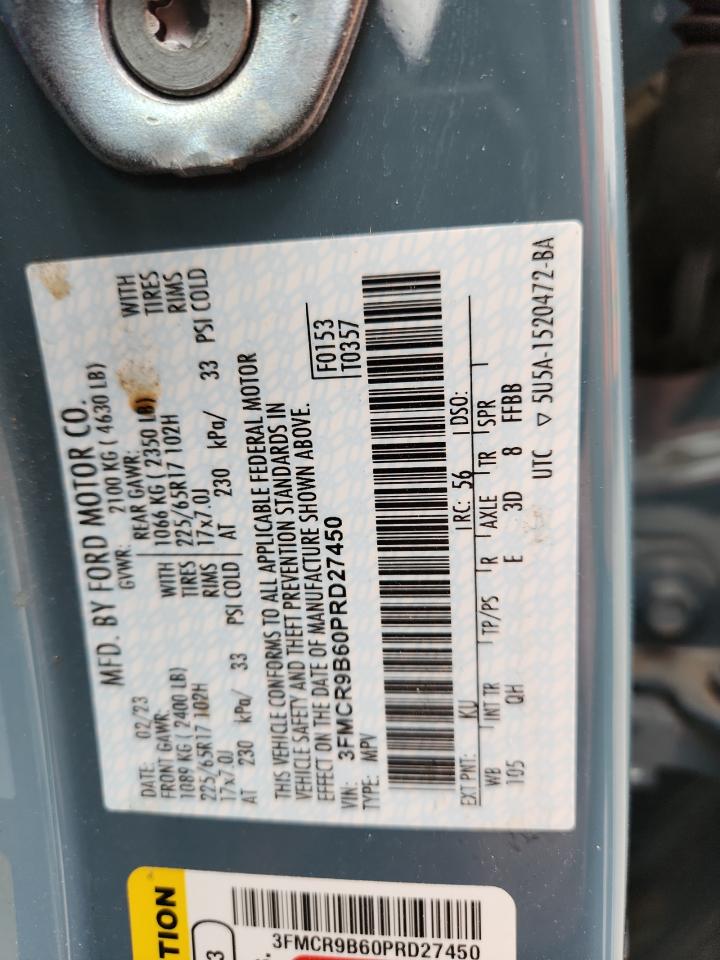 MFD. BY FORD MOTOR CO.
DATE: 02/23 GVWR: 2100 KG ( 4630 LB)
FRONT GAWR: REAR GAWR:
1089 KG ( 2400 LB) WITH 1066 KG ( 2350 LB) WITH
225/65R17 102H TIRES 225/65R17 102H TIRES
17x7.0J RIMS 17x7.0J RIMS
AT 230 kPa/ 33 PSI COLD AT 230 kPa/ 33 PSI COLD
THIS VEHICLE CONFORMS TO ALL APPLICABLE FEDERAL MOTOR
VEHICLE SAFETY AND THEFT PREVENTION STANDARDS IN
EFFECT ON THE DATE OF MANUFACTURE SHOWN ABOVE.
VIN: 3FMCR9B60PRD27450 F0153
TYPE: MPV T0357
EXT PNT: KU RC: 56 DSO:
WB INT TR TP/PS R AXLE TR SPR
105 QH E 3D 8 FFBB
UTC ▽ 5U5A-1520472-BA
TION
3
3FMCR9B60PRD27450